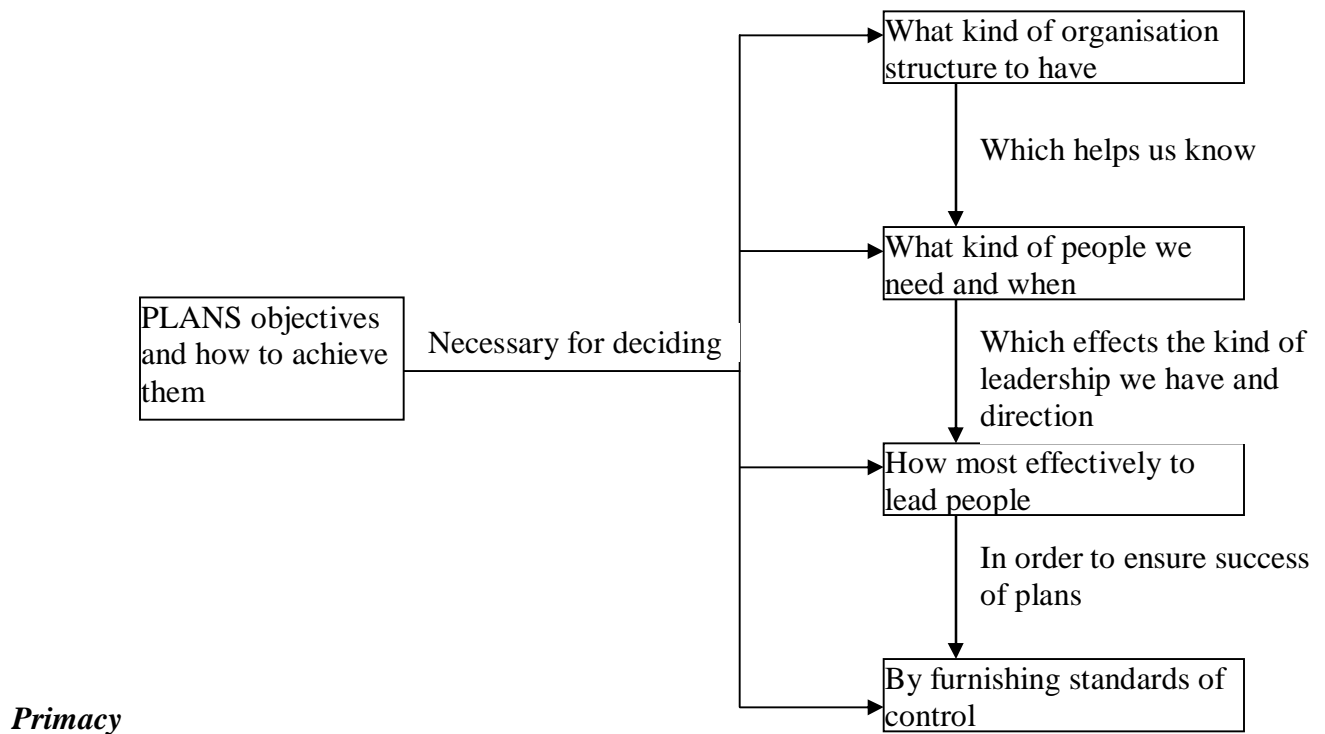 What kind of organisation
structure to have
Which helps us know
What kind of people we
need and when
PLANS objectives
and how to achieve
them
Necessary for deciding
Which effects the kind of
leadership we have and
direction
How most effectively to
lead people
In order to ensure success
of plans
By furnishing standards of
control
Primacy